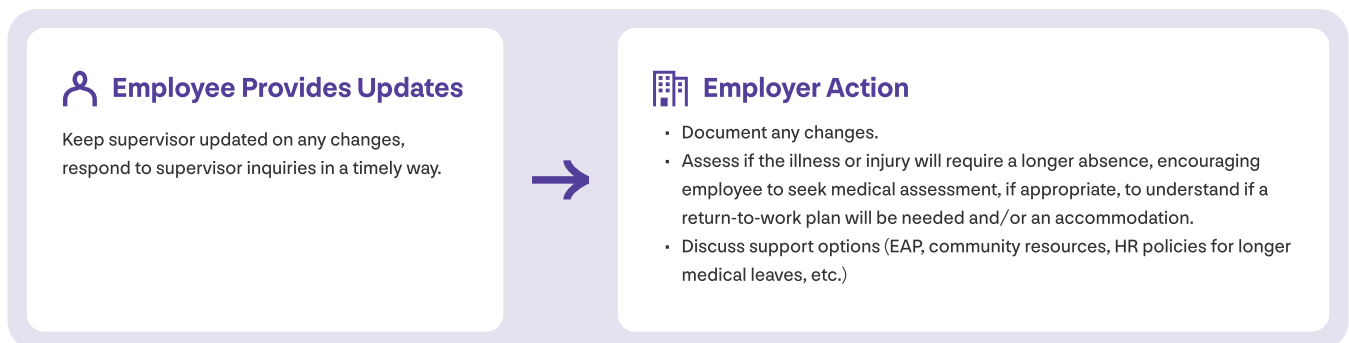 Employee Provides Updates
Keep supervisor updated on any changes,
respond to supervisor inquiries in a timely way.
Employer Action
▪ Document any changes.
▪ Assess if the illness or injury will require a longer absence, encouraging
employee to seek medical assessment, if appropriate, to understand if a
return-to-work plan will be needed and/or an accommodation.
▪ Discuss support options (EAP, community resources, HR policies for longer
medical leaves, etc.)